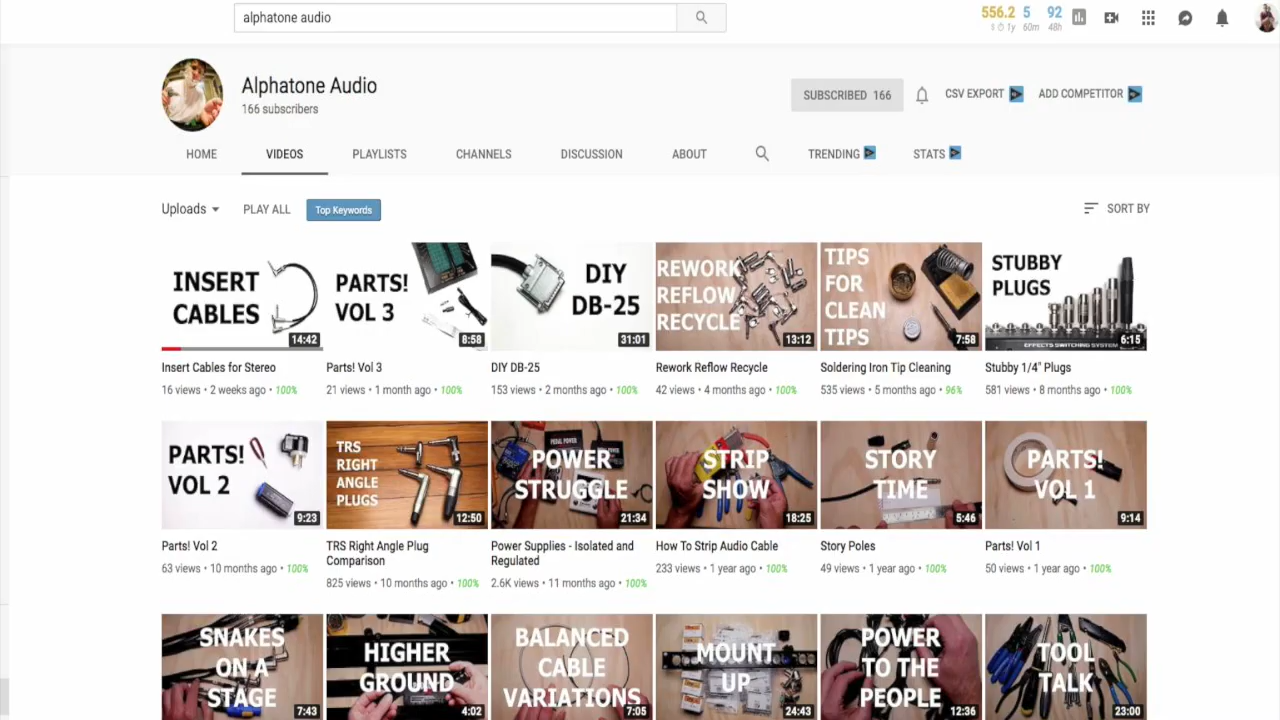 alphatone audio
556.2 5 92
$ ⏱ 1y 60m 48h
Alphatone Audio
166 subscribers
SUBSCRIBED 166
CSV EXPORT
ADD COMPETITOR
HOME VIDEOS PLAYLISTS CHANNELS DISCUSSION ABOUT TRENDING STATS
Uploads PLAY ALL Top Keywords SORT BY
INSERT
CABLES
14:42
PARTS!
VOL 3
8:58
DIY
DB-25
31:01
REWORK
REFLOW
RECYCLE
13:12
TIPS
FOR
CLEAN
TIPS
7:58
STUBBY
PLUGS
EFFECTS SWITCHING SYSTEM
6:15
Insert Cables for Stereo
16 views • 2 weeks ago • 100%
Parts! Vol 3
21 views • 1 month ago • 100%
DIY DB-25
153 views • 2 months ago • 100%
Rework Reflow Recycle
42 views • 4 months ago • 100%
Soldering Iron Tip Cleaning
535 views • 5 months ago • 96%
Stubby 1/4" Plugs
581 views • 8 months ago • 100%
PARTS!
VOL 2
9:23
TRS
RIGHT
ANGLE
PLUGS
12:50
PEDAL POWER
POWER
STRUGGLE
21:34
STRIP
SHOW
18:25
STORY
TIME
5:46
PARTS!
VOL 1
9:14
Parts! Vol 2
63 views • 10 months ago • 100%
TRS Right Angle Plug
Comparison
825 views • 10 months ago • 100%
Power Supplies - Isolated and
Regulated
2.6K views • 11 months ago • 100%
How To Strip Audio Cable
233 views • 1 year ago • 100%
Story Poles
49 views • 1 year ago • 100%
Parts! Vol 1
50 views • 1 year ago • 100%
SNAKES
ON A
STAGE
7:43
HIGHER
GROUND
4:02
BALANCED
CABLE
VARIATIONS
7:05
MOUNT
UP
24:43
POWER
TO THE
PEOPLE
12:36
TOOL
TALK
23:00